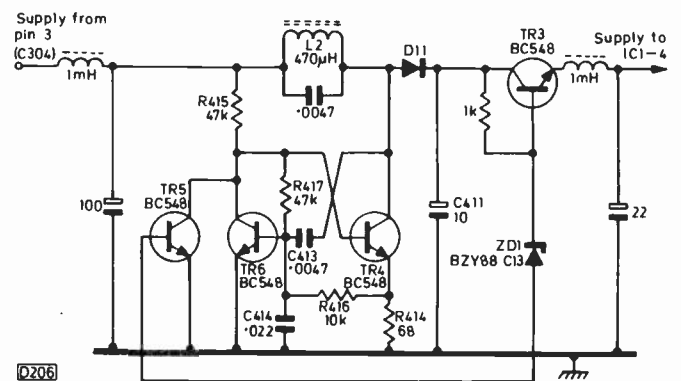 Supply from
pin 3
(C304)
1mH
L2
470µH
·0047
D11
TR3
BC548
Supply to
IC1-4
1mH
R415
47k
1k
R417
47k
TR5
BC548
100
C413
·0047
TR6
BC548
TR4
BC548
C411
10
22
ZD1
BZY88 C13
R416
10k
C414
·022
R414
68
D206